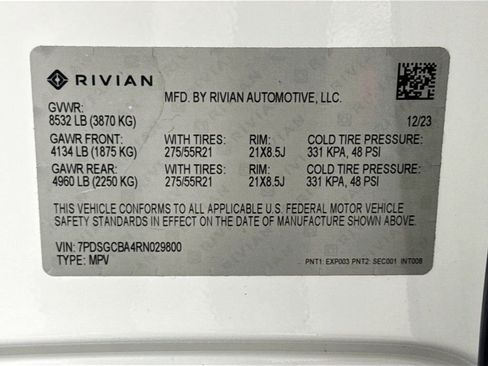 RIVIAN
MFD. BY RIVIAN AUTOMOTIVE, LLC.
GVWR:
8532 LB (3870 KG) 12/23
GAWR FRONT: WITH TIRES: RIM: COLD TIRE PRESSURE:
4134 LB (1875 KG) 275/55R21 21X8.5J 331 KPA, 48 PSI
GAWR REAR: WITH TIRES: RIM: COLD TIRE PRESSURE:
4960 LB (2250 KG) 275/55R21 21X8.5J 331 KPA, 48 PSI
THIS VEHICLE CONFORMS TO ALL APPLICABLE U.S. FEDERAL MOTOR VEHICLE
SAFETY STANDARDS IN EFFECT ON THE DATE OF MANUFACTURE SHOWN ABOVE.
VIN: 7PDSGCBA4RN029800
TYPE: MPV
PNT1: EXP003 PNT2: SEC001 INT008